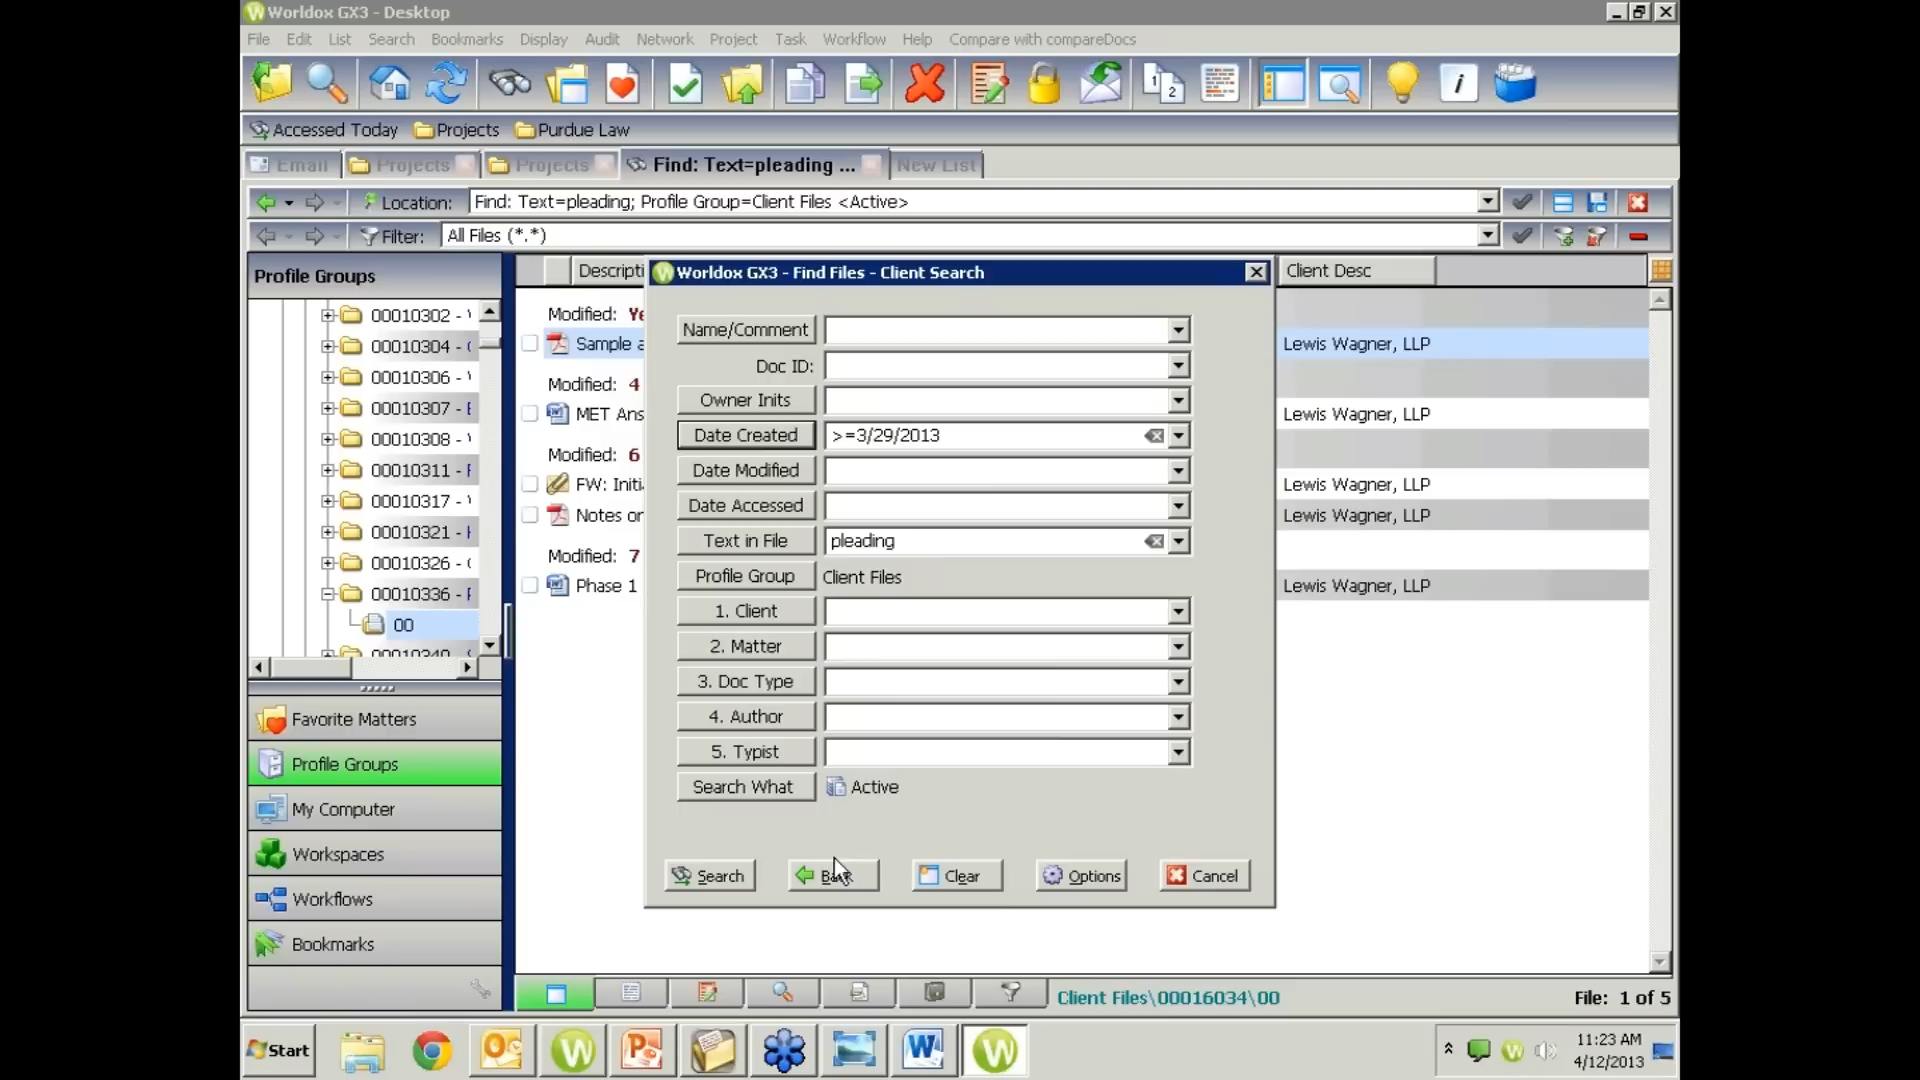 Worldox GX3 - Desktop
File Edit List Search Bookmarks Display Audit Network Project Task Workflow Help Compare with compareDocs
Accessed Today Projects Purdue Law
Email Projects Projects Find: Text=pleading ... New List
Location: Find: Text=pleading; Profile Group=Client Files <Active>
Filter: All Files (*.*)
Profile Groups
00010302 -
00010304 -
00010306 -
00010307 -
00010308 -
00010311 -
00010317 -
00010321 -
00010326 -
00010336 -
00
00010340
Favorite Matters
Profile Groups
My Computer
Workspaces
Workflows
Bookmarks
Descripti Client Desc
Modified: Ye
Sample a Lewis Wagner, LLP
Modified: 4
MET Ans Lewis Wagner, LLP
Modified: 6
FW: Initi Lewis Wagner, LLP
Notes or Lewis Wagner, LLP
Modified: 7
Phase 1 Lewis Wagner, LLP
Worldox GX3 - Find Files - Client Search
Name/Comment
Doc ID:
Owner Inits
Date Created >=3/29/2013
Date Modified
Date Accessed
Text in File pleading
Profile Group Client Files
1. Client
2. Matter
3. Doc Type
4. Author
5. Typist
Search What Active
Search Back Clear Options Cancel
Client Files\00016034\00 File: 1 of 5
Start
11:23 AM
4/12/2013